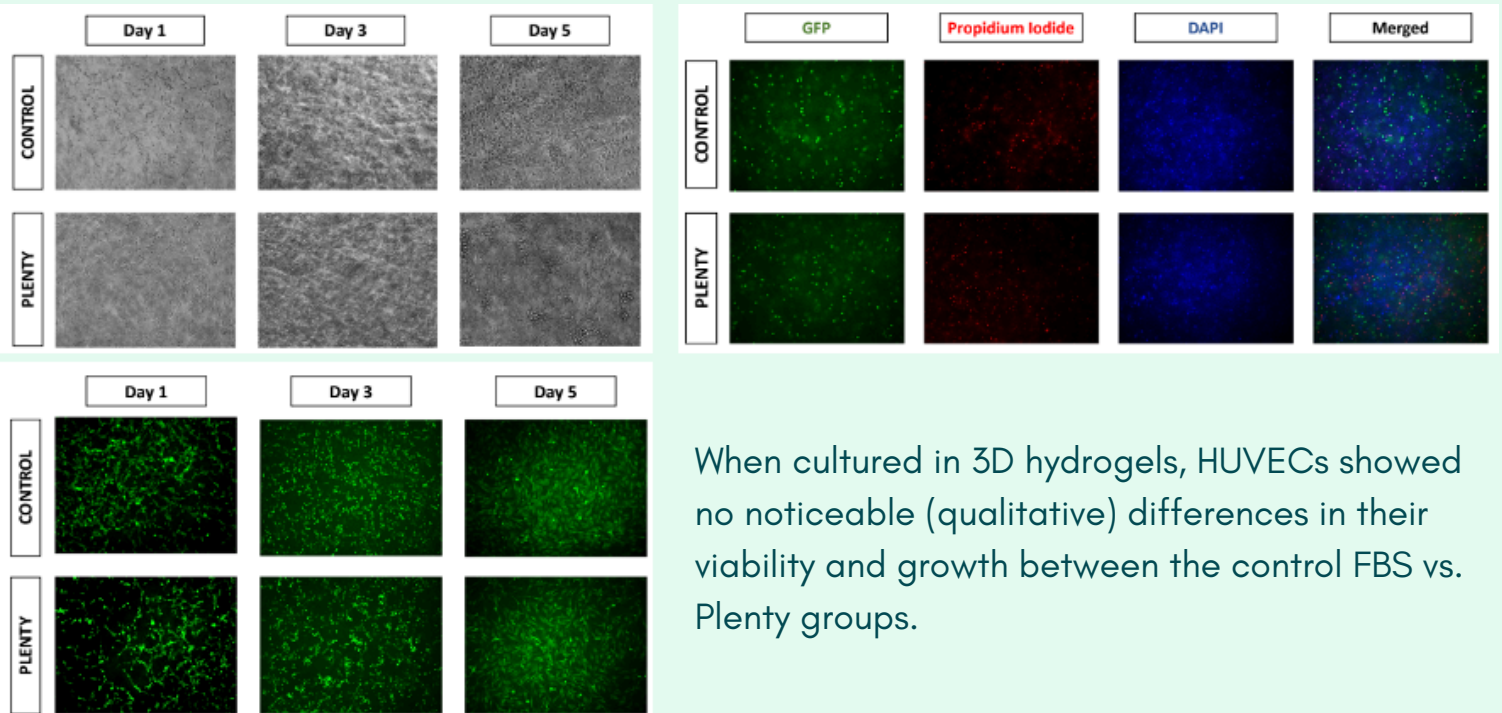 Day 1
Day 3
Day 5
CONTROL
PLENTY
GFP
Propidium Iodide
DAPI
Merged
CONTROL
PLENTY
Day 1
Day 3
Day 5
CONTROL
PLENTY
When cultured in 3D hydrogels, HUVECs showed
no noticeable (qualitative) differences in their
viability and growth between the control FBS vs.
Plenty groups.